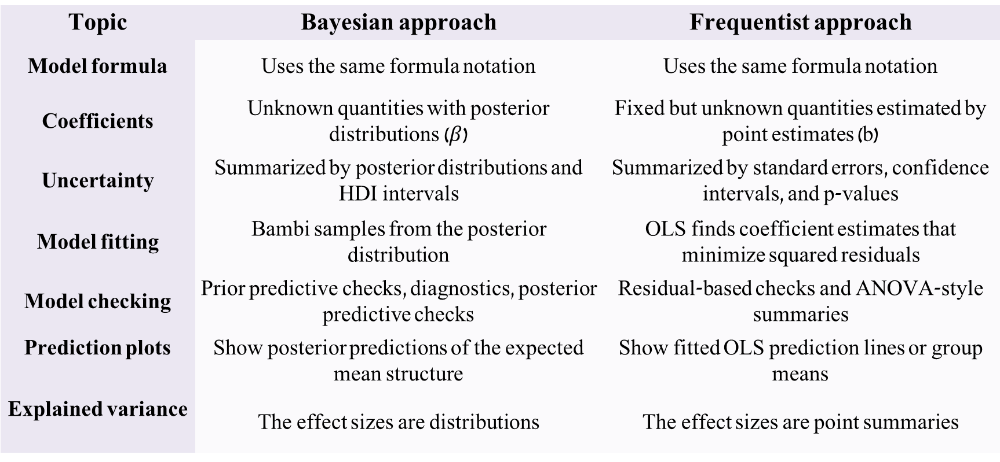 Topic Bayesian approach Frequentist approach
Model formula Uses the same formula notation Uses the same formula notation
Coefficients Unknown quantities with posterior distributions (β) Fixed but unknown quantities estimated by point estimates (b)
Uncertainty Summarized by posterior distributions and HDI intervals Summarized by standard errors, confidence intervals, and p-values
Model fitting Bambi samples from the posterior distribution OLS finds coefficient estimates that minimize squared residuals
Model checking Prior predictive checks, diagnostics, posterior predictive checks Residual-based checks and ANOVA-style summaries
Prediction plots Show posterior predictions of the expected mean structure Show fitted OLS prediction lines or group means
Explained variance The effect sizes are distributions The effect sizes are point summaries